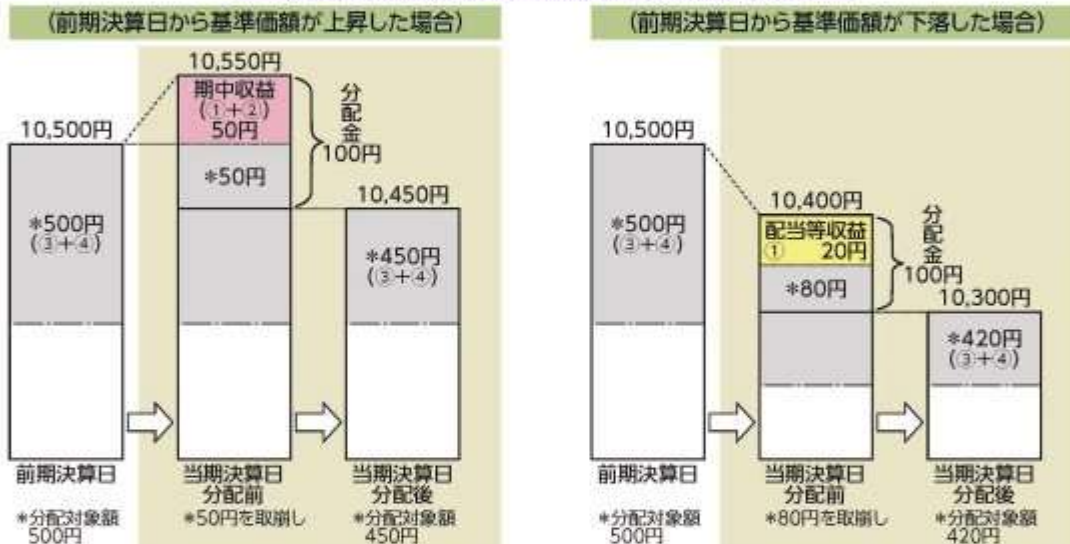 (前期決算日から基準価額が上昇した場合)
10,550円
期中収益
(①+②)
50円
分配金
100円
10,500円
*50円
10,450円
*500円
(③+④)
*450円
(③+④)
前期決算日
当期決算日
分配前
当期決算日
分配後
*分配対象額
500円
*50円を取崩し
*分配対象額
450円
(前期決算日から基準価額が下落した場合)
10,500円
10,400円
*500円
(③+④)
配当等収益
① 20円
分配金
100円
*80円
10,300円
*420円
(③+④)
前期決算日
当期決算日
分配前
当期決算日
分配後
*分配対象額
500円
*80円を取崩し
*分配対象額
420円